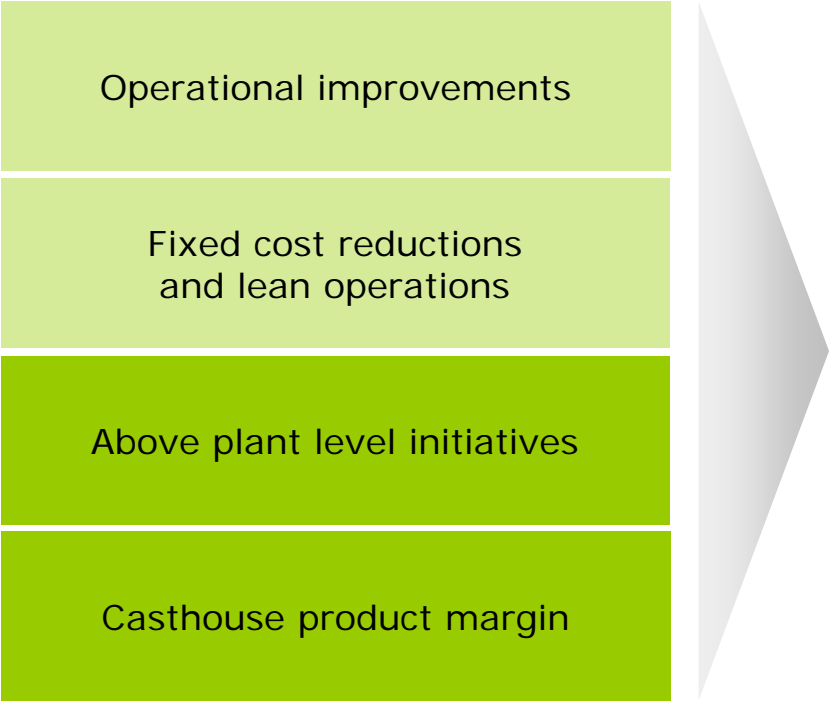 Operational improvements
Fixed cost reductions
and lean operations
Above plant level initiatives
Casthouse product margin